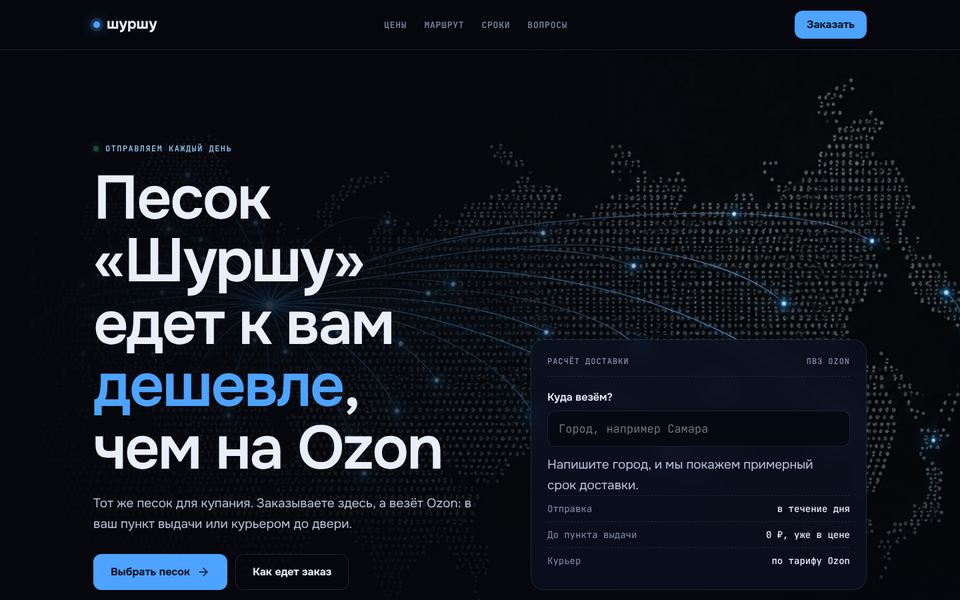 шуршу
ЦЕНЫ МАРШРУТ СРОКИ ВОПРОСЫ
Заказать
ОТПРАВЛЯЕМ КАЖДЫЙ ДЕНЬ
Песок
«Шуршу»
едет к вам
дешевле,
чем на Ozon
Тот же песок для купания. Заказываете здесь, а везёт Ozon: в
ваш пункт выдачи или курьером до двери.
Выбрать песок →
Как едет заказ
РАСЧЁТ ДОСТАВКИ ПВЗ OZON
Куда везём?
Город, например Самара
Напишите город, и мы покажем примерный
срок доставки.
Отправка в течение дня
До пункта выдачи 0 ₽, уже в цене
Курьер по тарифу Ozon